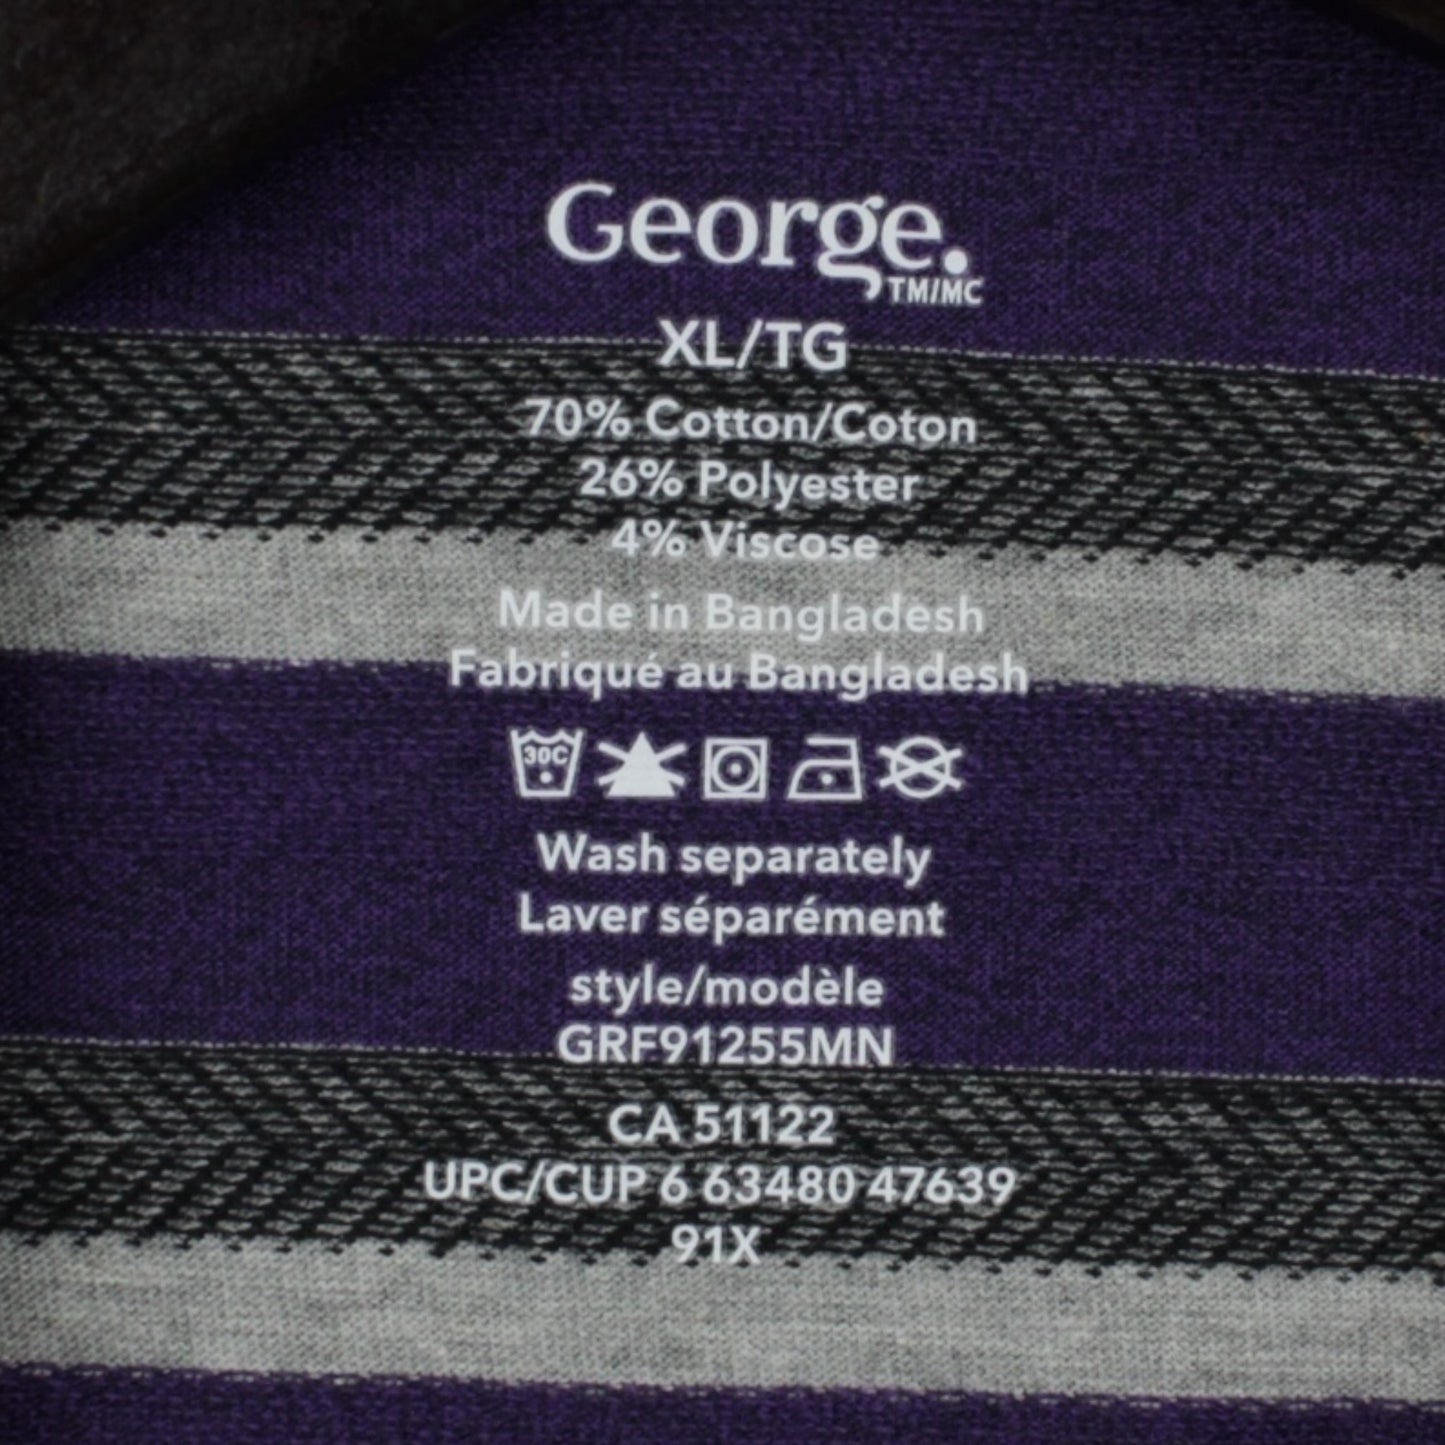 George.
TM/MC
XL/TG
70% Cotton/Coton
26% Polyester
4% Viscose
Made in Bangladesh
Fabriqué au Bangladesh
30C
Wash separately
Laver séparément
style/modèle
GRF91255MN
CA 51122
UPC/CUP 6 63480 47639
91X